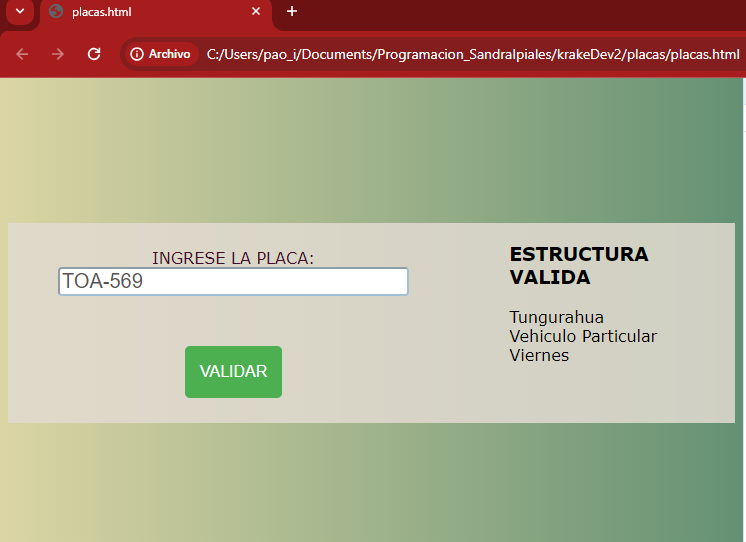 placas.html
Archivo
C:/Users/pao_i/Documents/Programacion_SandraIpiales/krakeDev2/placas/placas.html
INGRESE LA PLACA:
TOA-569
VALIDAR
ESTRUCTURA
VALIDA
Tungurahua
Vehiculo Particular
Viernes